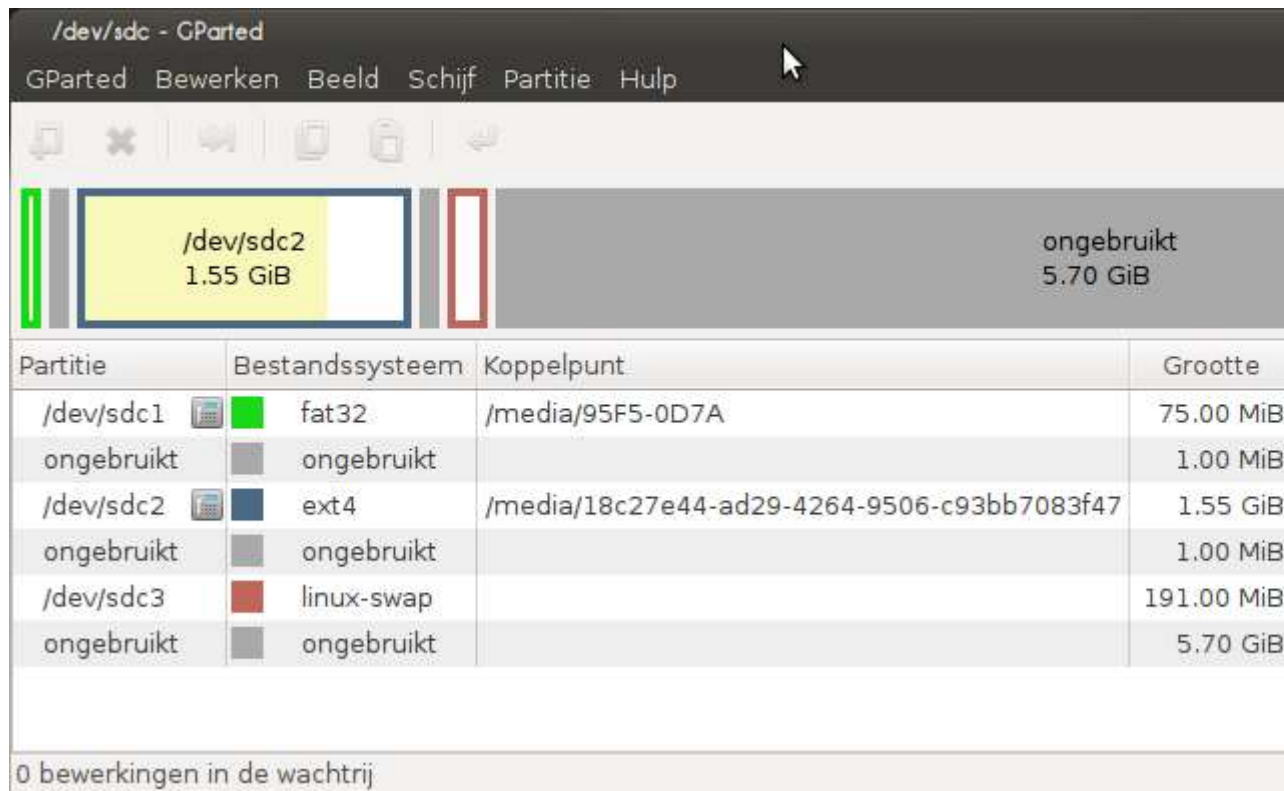 /dev/sdc - GParted
GParted Bewerken Beeld Schijf Partitie Hulp
/dev/sdc2
1.55 GiB
ongebruikt
5.70 GiB
Partitie Bestandssysteem Koppelpunt Grootte
/dev/sdc1 fat32 /media/95F5-0D7A 75.00 MiB
ongebruikt ongebruikt 1.00 MiB
/dev/sdc2 ext4 /media/18c27e44-ad29-4264-9506-c93bb7083f47 1.55 GiB
ongebruikt ongebruikt 1.00 MiB
/dev/sdc3 linux-swap 191.00 MiB
ongebruikt ongebruikt 5.70 GiB
0 bewerkingen in de wachtrij